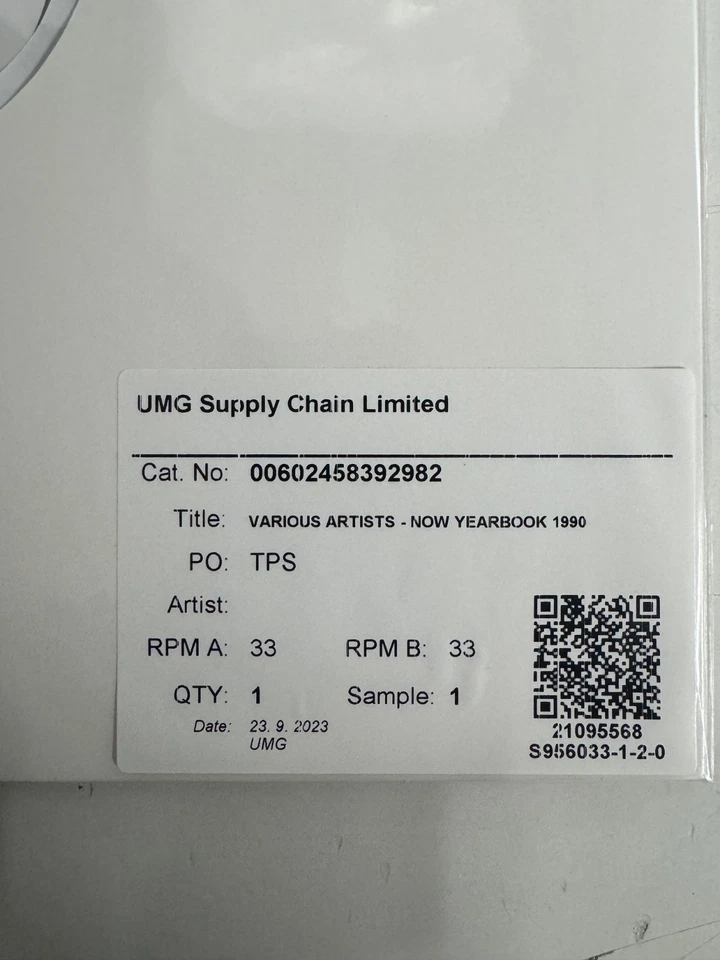 UMG Supply Chain Limited
Cat. No: 00602458392982
Title: VARIOUS ARTISTS - NOW YEARBOOK 1990
PO: TPS
Artist:
RPM A: 33 RPM B: 33
QTY: 1 Sample: 1
Date: 23. 9. 2023
UMG
21095568
S956033-1-2-0